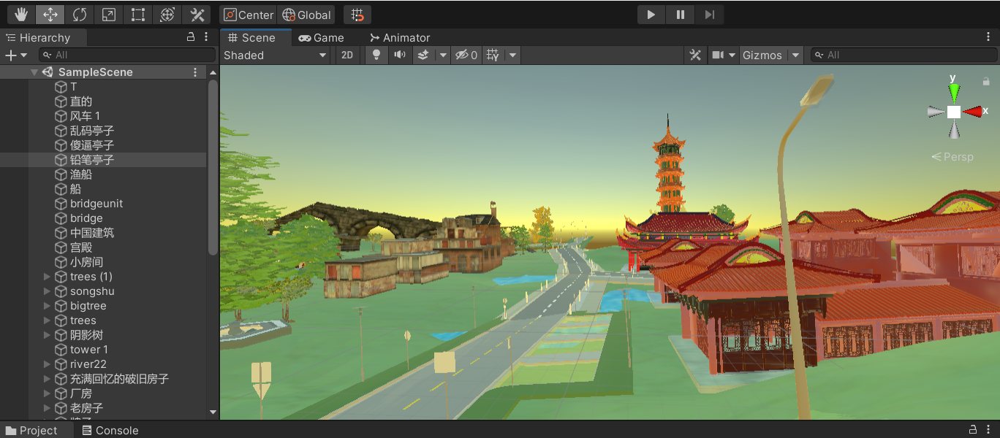 Center Global
Hierarchy
Scene Game Animator
All
Shaded 2D 0 Gizmos All
SampleScene
T
直的
风车 1
乱码亭子
傻逼亭子
铅笔亭子
渔船
船
bridgeunit
bridge
中国建筑
宫殿
小房间
trees (1)
songshu
bigtree
trees
阴影树
tower 1
river22
充满回忆的破旧房子
厂房
老房子
y
x
Persp
Project Console